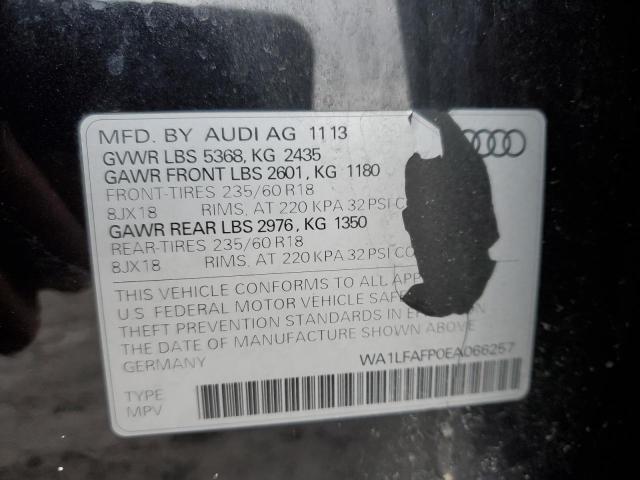 MFD. BY AUDI AG 11 13
GVWR LBS 5368, KG 2435
GAWR FRONT LBS 2601, KG 1180
FRONT-TIRES 235/60 R18
8JX18 RIMS, AT 220 KPA 32 PSI
GAWR REAR LBS 2976, KG 1350
REAR-TIRES 235/60 R18
8JX18 RIMS, AT 220 KPA 32 PSI
THIS VEHICLE CONFORMS TO ALL
U S FEDERAL MOTOR VEHICLE
THEFT PREVENTION STANDARDS IN
THE DATE OF MANUFACTURE SHOWN ABOVE
GERMANY
WA1LFAFP0EA066257
TYPE
MPV